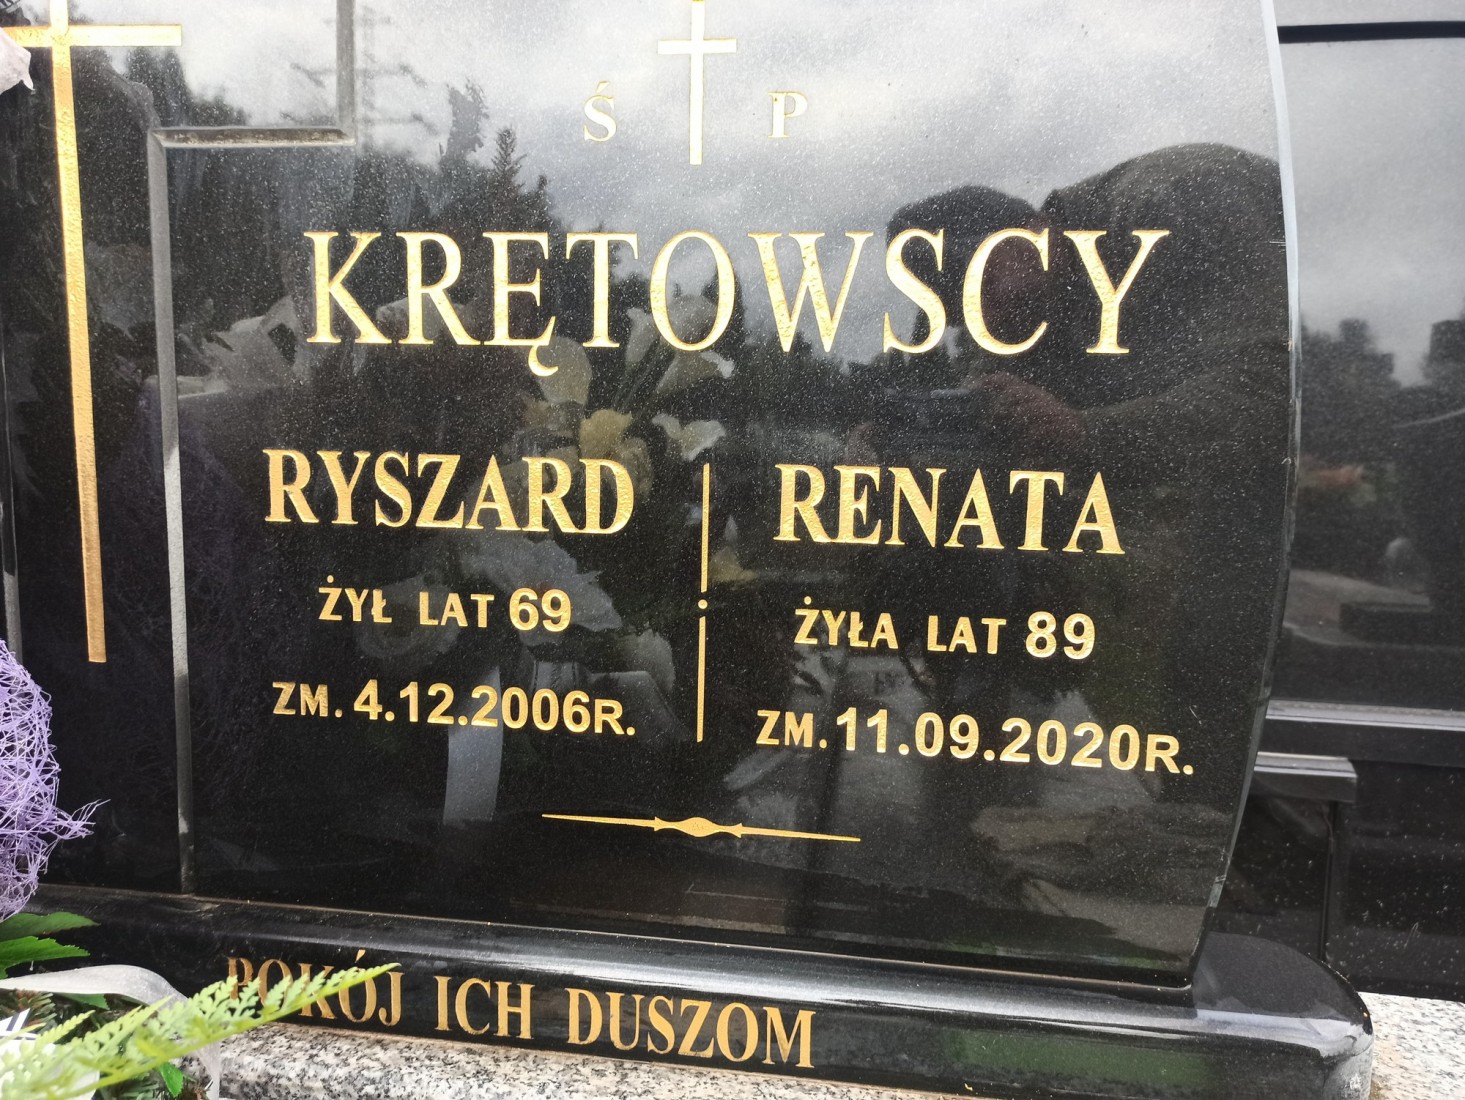 Ś P
KRĘTOWSCY
RYSZARD
ŻYŁ LAT 69
ZM. 4.12.2006R.
RENATA
ŻYŁA LAT 89
ZM. 11.09.2020R.
POKÓJ ICH DUSZOM